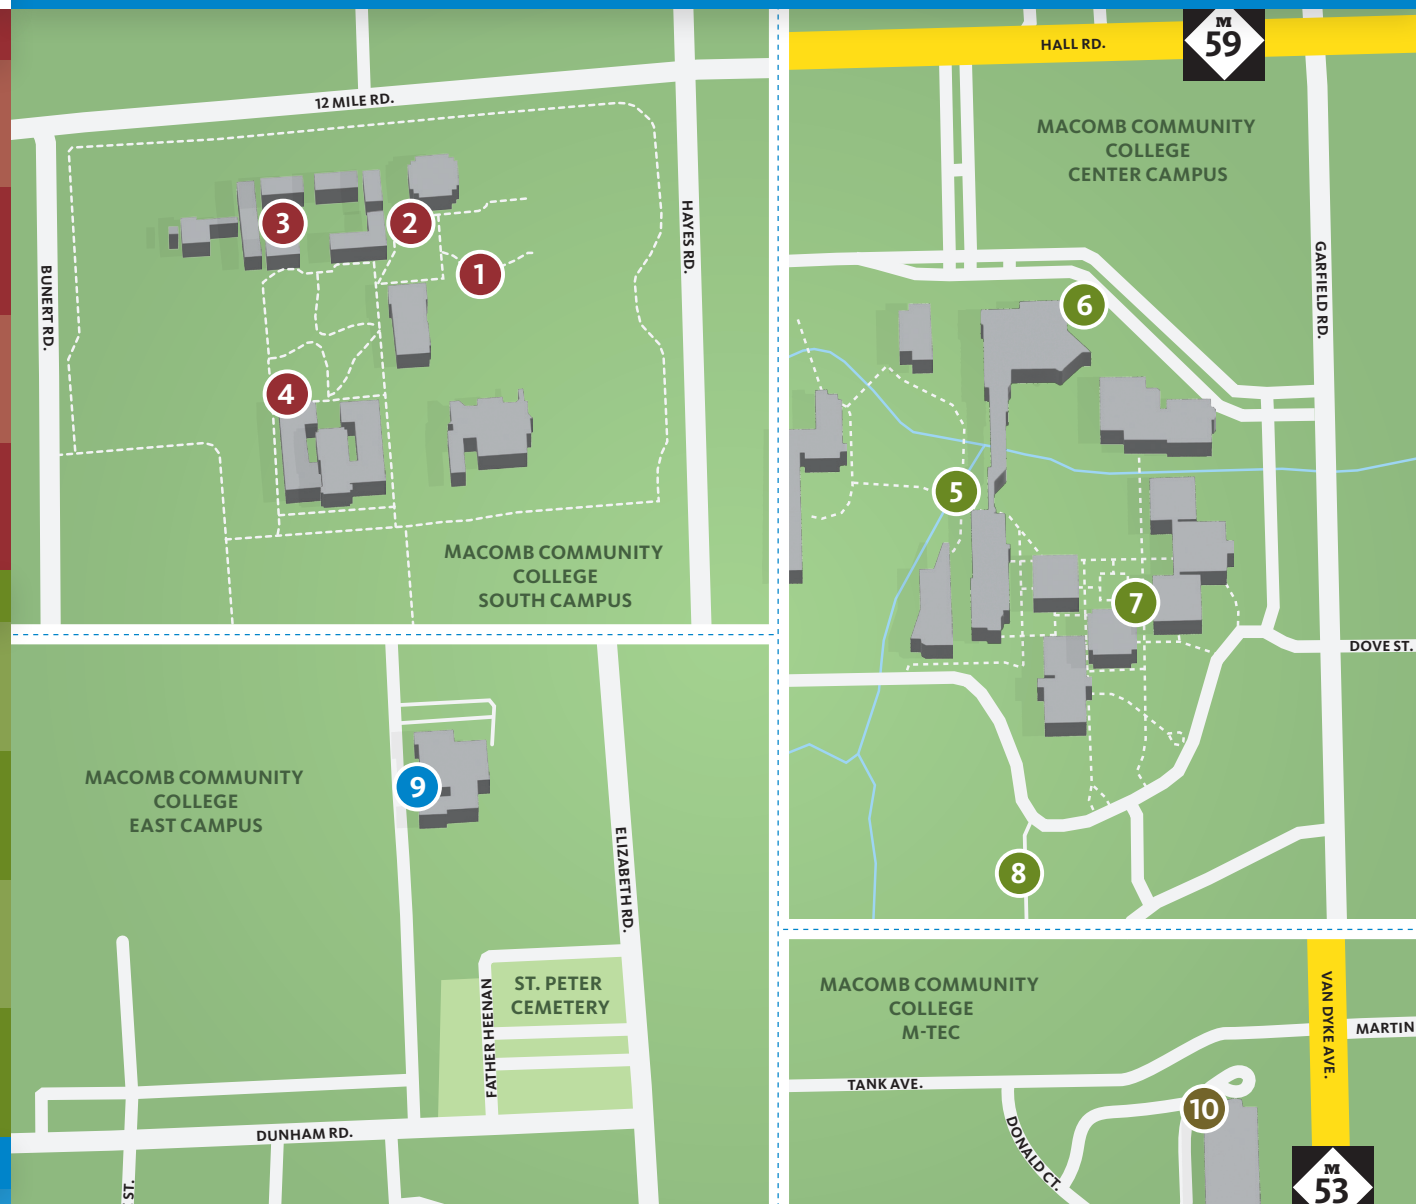 12 MILE RD.
BUNERT RD.
HAYES RD.
3
2
1
4
MACOMB COMMUNITY
COLLEGE
SOUTH CAMPUS
HALL RD.
M
59
MACOMB COMMUNITY
COLLEGE
CENTER CAMPUS
GARFIELD RD.
6
5
7
DOVE ST.
8
MACOMB COMMUNITY
COLLEGE
EAST CAMPUS
9
ELIZABETH RD.
ST. PETER
CEMETERY
FATHER HEENAN
DUNHAM RD.
ST.
MACOMB COMMUNITY
COLLEGE
M-TEC
VAN DYKE AVE.
MARTIN
TANK AVE.
DONALD CT.
10
M
53